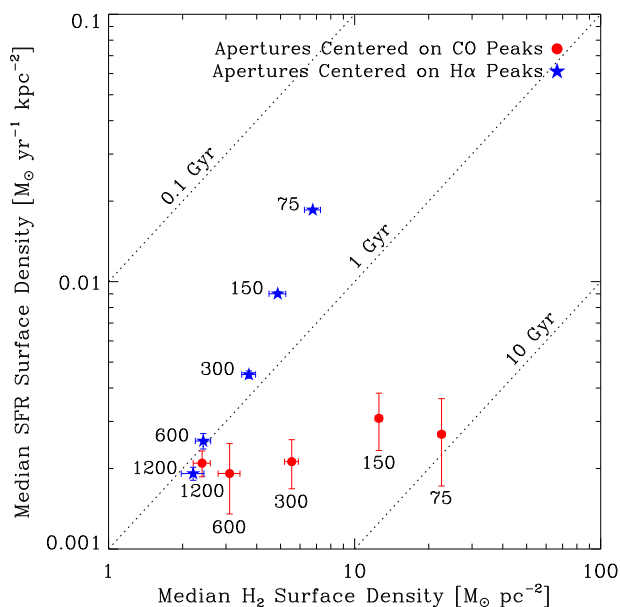 0.1
Apertures Centered on CO Peaks
Apertures Centered on Hα Peaks
0.1 Gyr
75
1 Gyr
0.01
150
10 Gyr
300
600
1200
1200
600
300
150
75
0.001
1
10
100
Median H₂ Surface Density [M☉ pc⁻²]
Median SFR Surface Density [M☉ yr⁻¹ kpc⁻²]